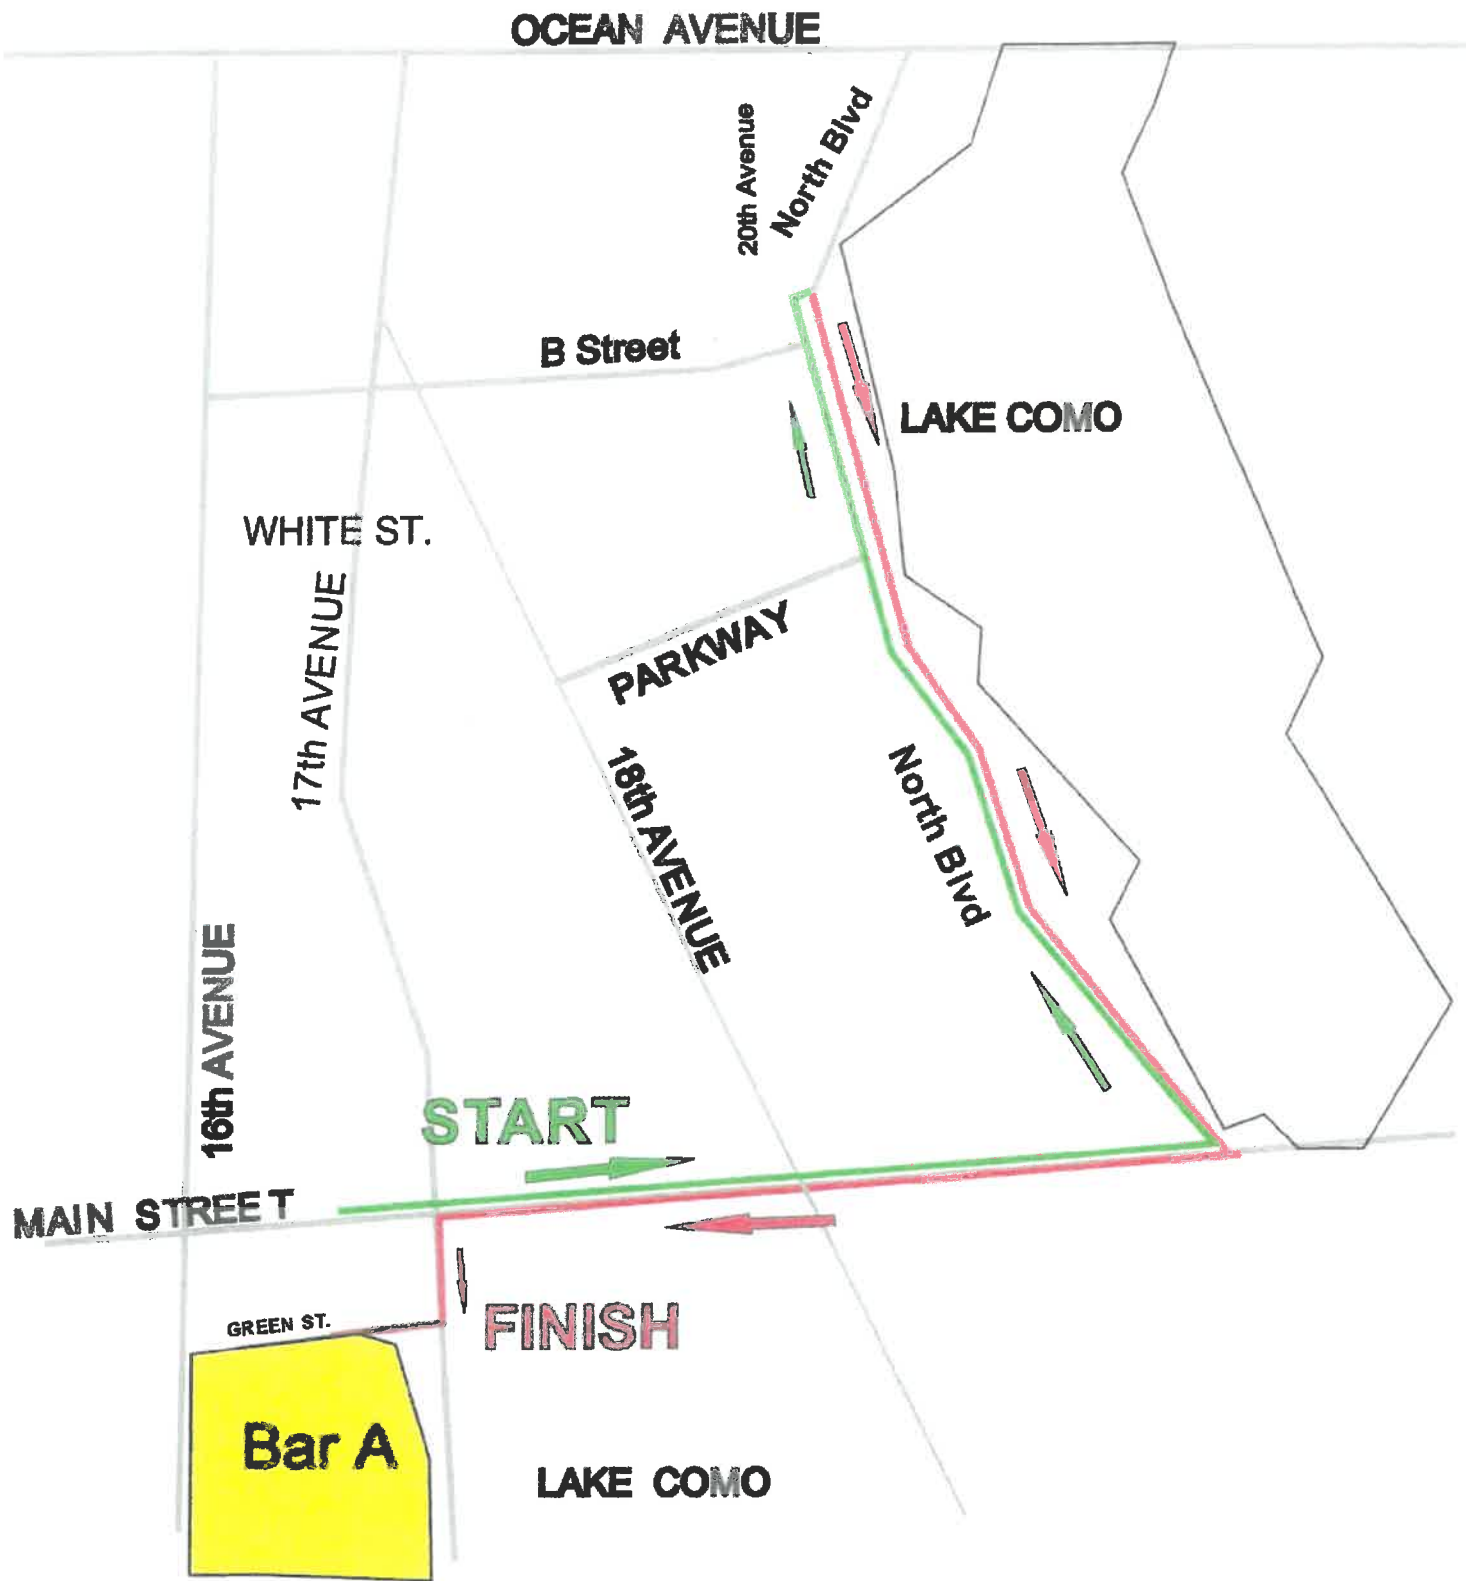 OCEAN AVENUE
20th Avenue
North Blvd
B Street
LAKE COMO
WHITE ST.
17th AVENUE
PARKWAY
18th AVENUE
North Blvd
16th AVENUE
START
MAIN STREET
GREEN ST.
FINISH
Bar A
LAKE COMO